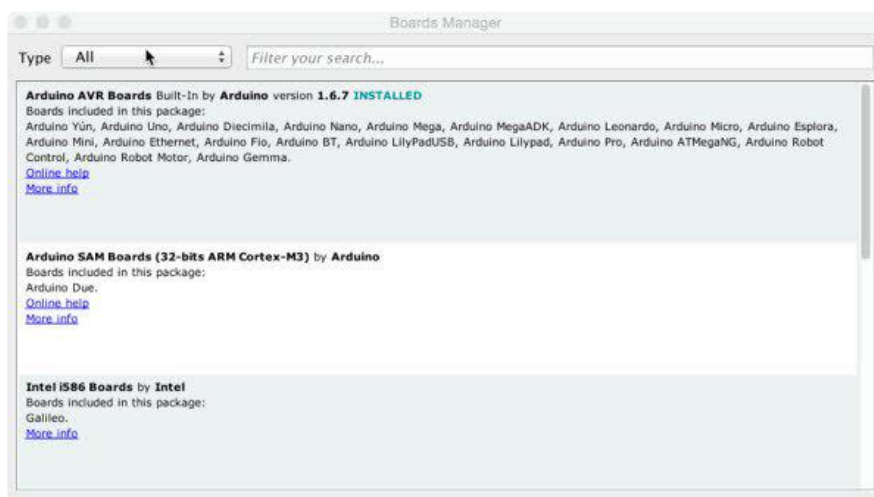 Boards Manager
Type All Filter your search...
Arduino AVR Boards Built-In by Arduino version 1.6.7 INSTALLED
Boards included in this package:
Arduino Yún, Arduino Uno, Arduino Diecimila, Arduino Nano, Arduino Mega, Arduino MegaADK, Arduino Leonardo, Arduino Micro, Arduino Esplora,
Arduino Mini, Arduino Ethernet, Arduino Fio, Arduino BT, Arduino LilyPadUSB, Arduino Lilypad, Arduino Pro, Arduino ATMegaNG, Arduino Robot
Control, Arduino Robot Motor, Arduino Gemma.
Online help
More info
Arduino SAM Boards (32-bits ARM Cortex-M3) by Arduino
Boards included in this package:
Arduino Due.
Online help
More info
Intel i586 Boards by Intel
Boards included in this package:
Galileo.
More info